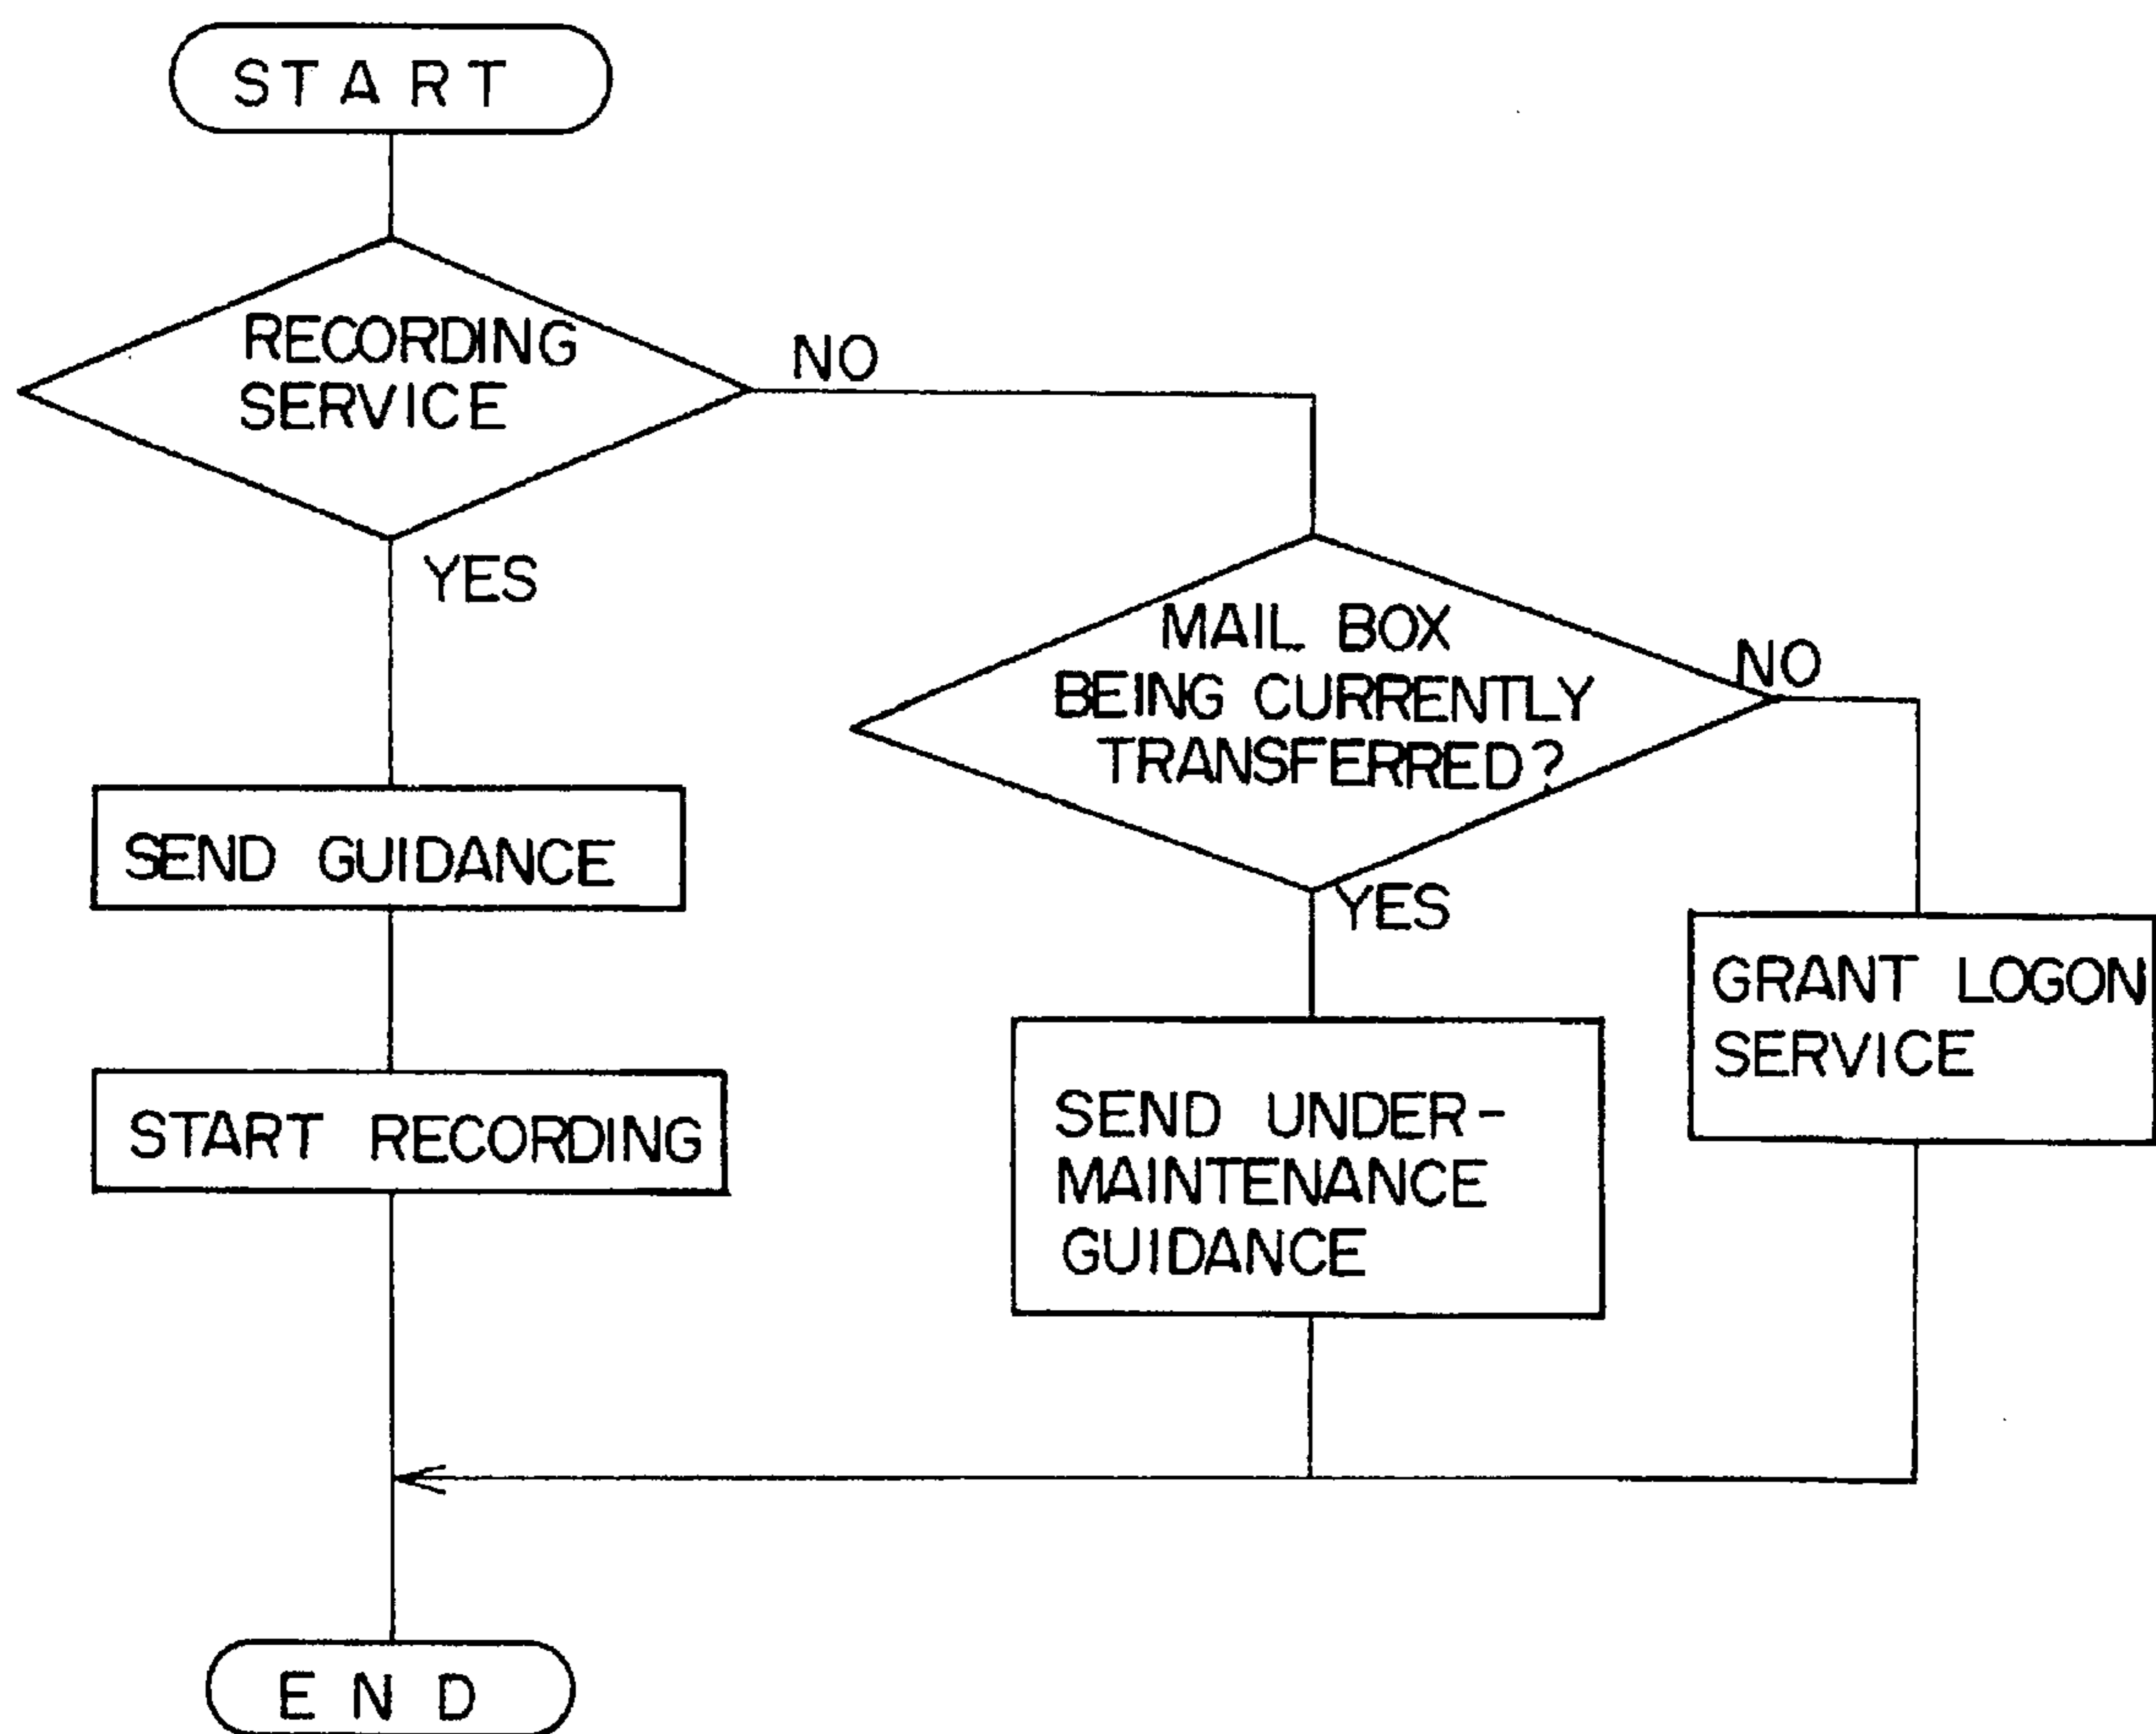 START
RECORDING
SERVICE
NO
YES
MAIL BOX
BEING CURRENTLY
TRANSFERRED?
NO
YES
SEND GUIDANCE
GRANT LOGON
SERVICE
START RECORDING
SEND UNDER-
MAINTENANCE
GUIDANCE
END